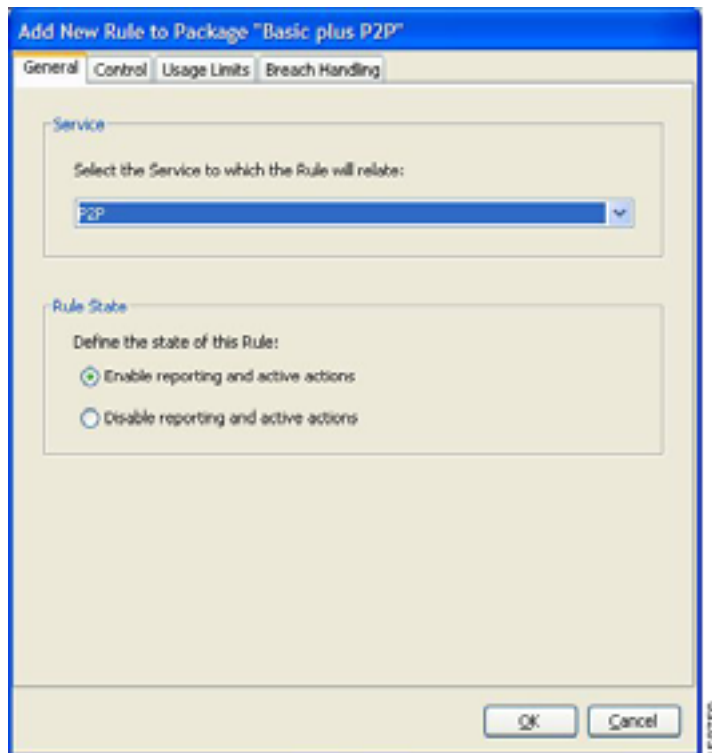 Add New Rule to Package "Basic plus P2P"
General Control Usage Limits Breach Handling
Service
Select the Service to which the Rule will relate:
P2P
Rule State
Define the state of this Rule:
Enable reporting and active actions
Disable reporting and active actions
OK Cancel